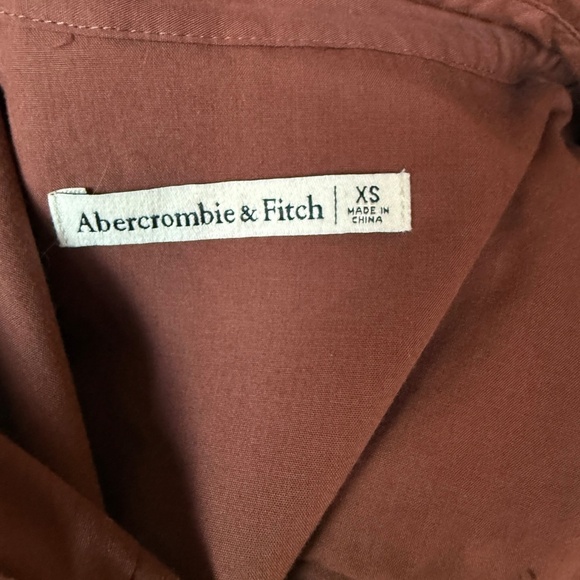 Abercrombie & Fitch | XS
MADE IN
CHINA